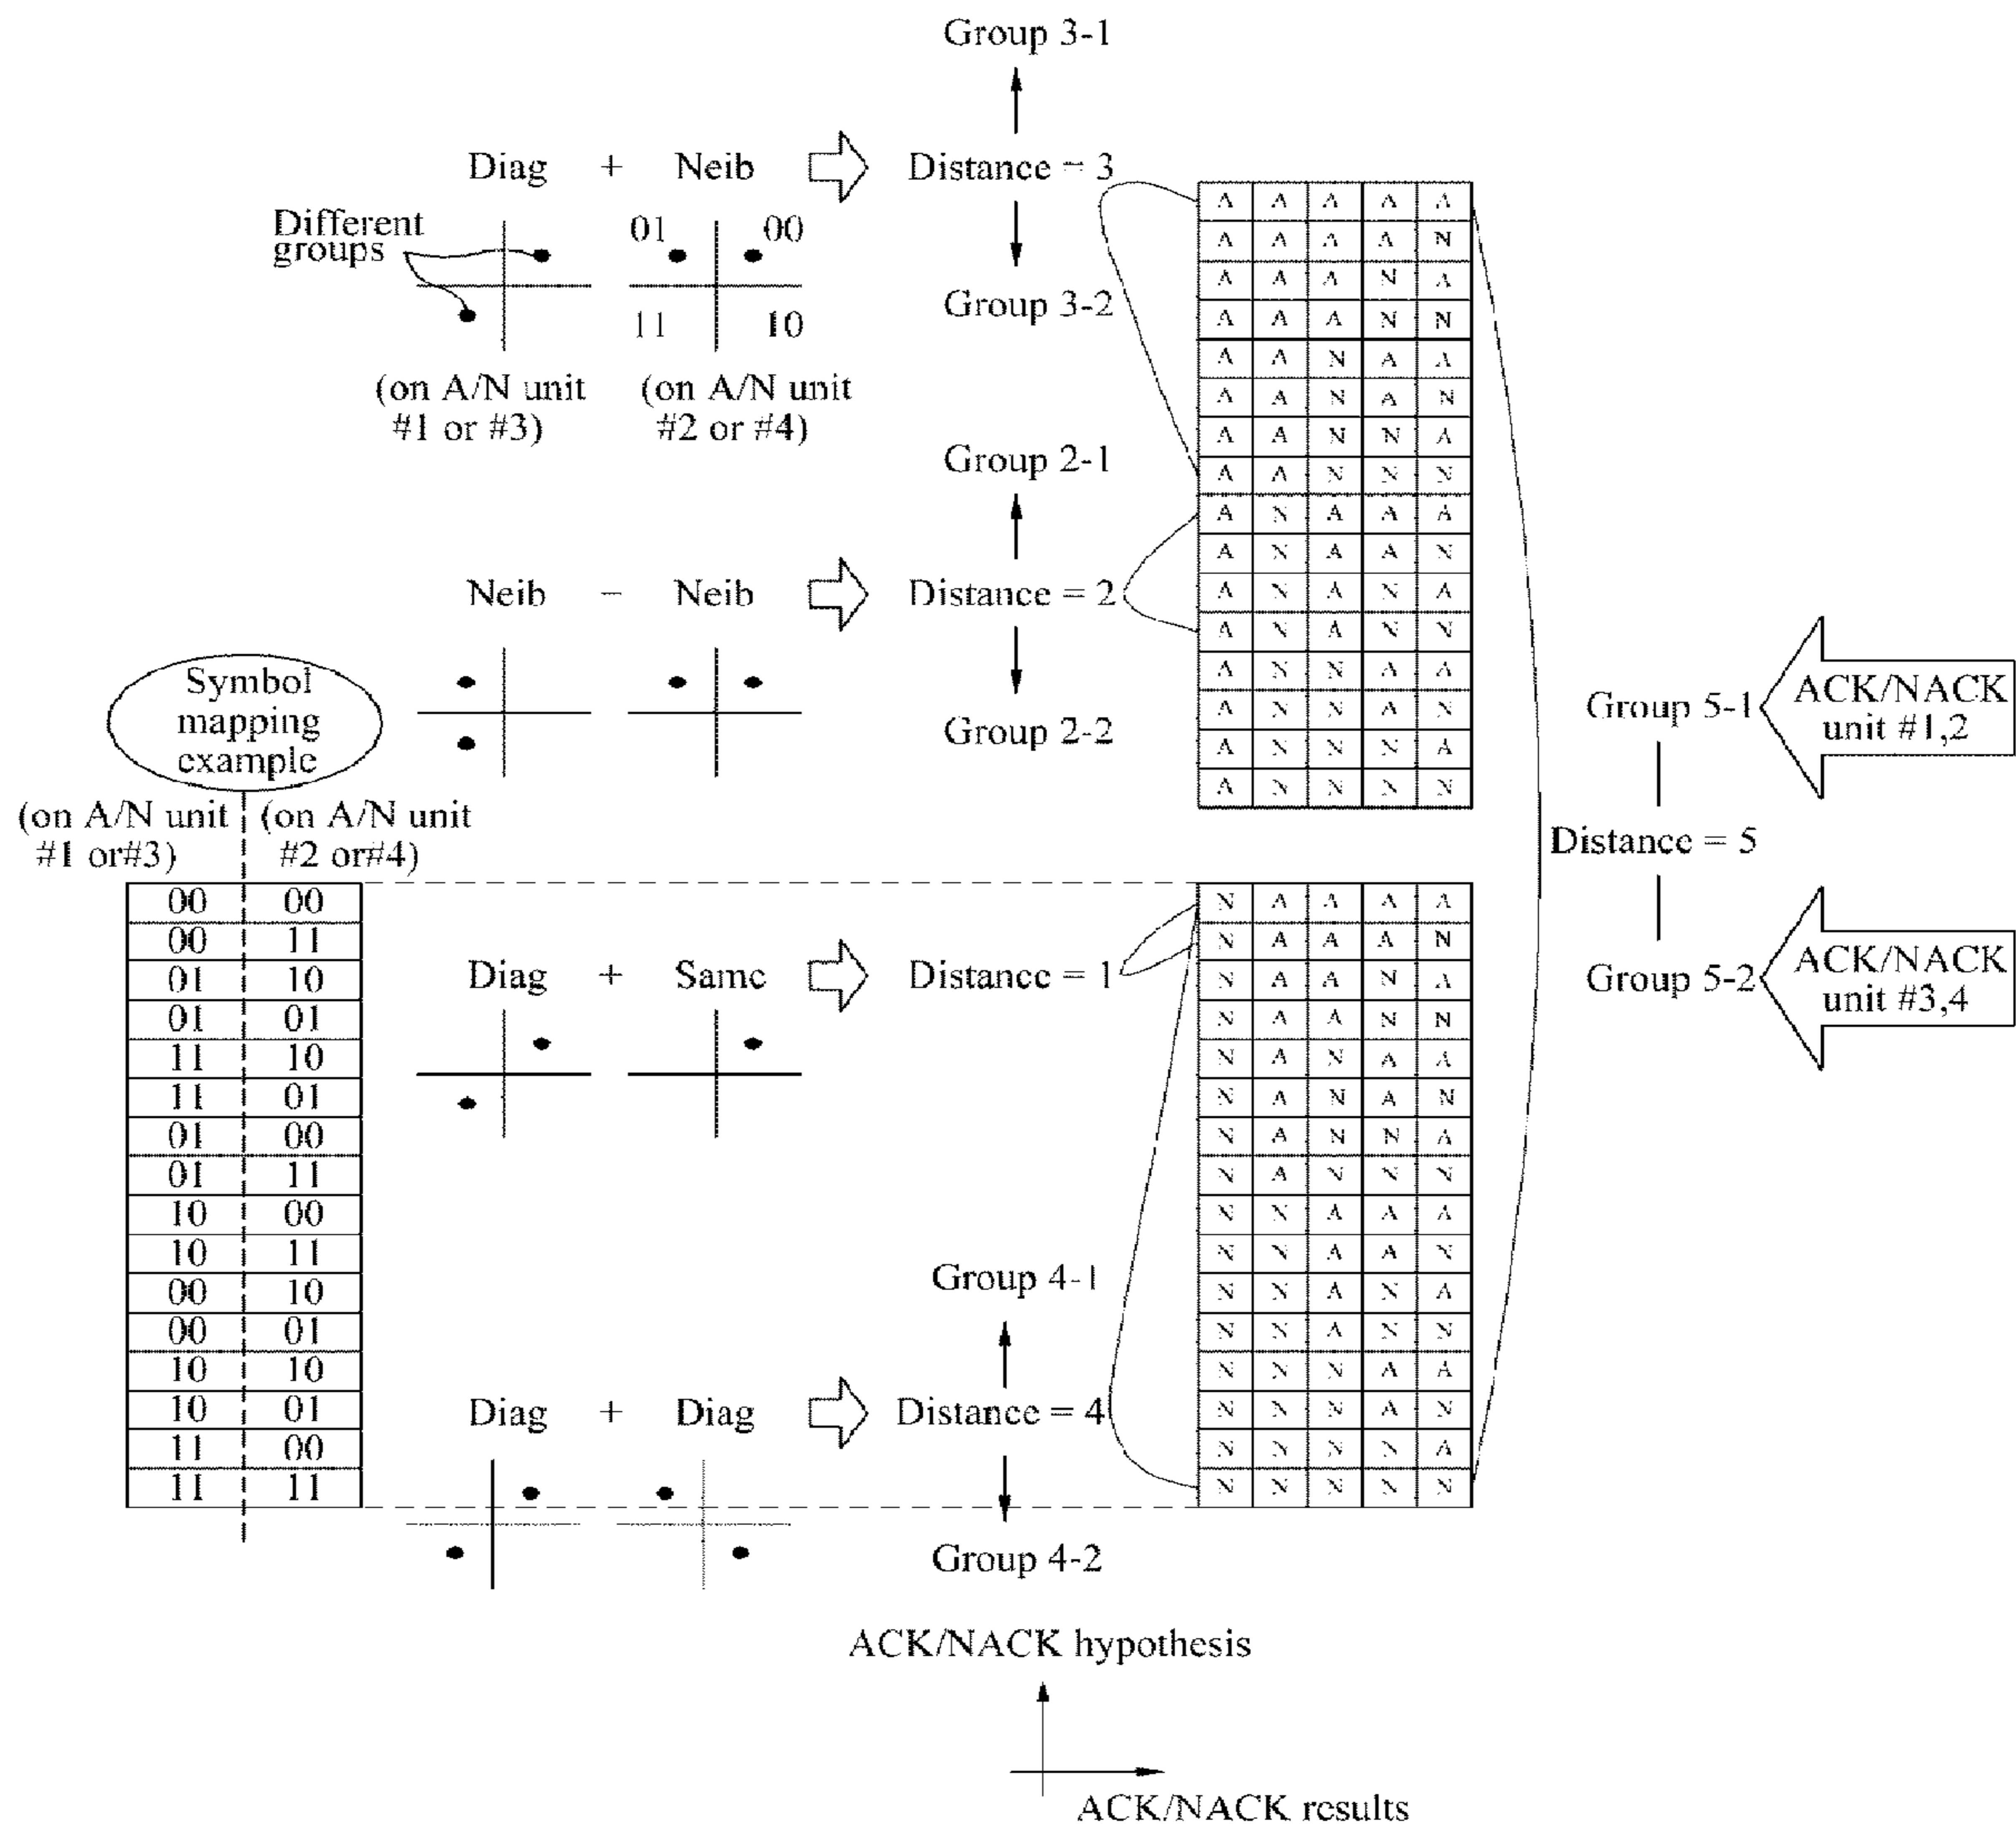 Group 3-1
Diag + Neib Distance = 3
Different
groups
01 00
11 10
Group 3-2
(on A/N unit
#1 or #3)
(on A/N unit
#2 or #4)
Group 2-1
Neib − Neib Distance = 2
Group 2-2
A A A A A
A A A A N
A A A N A
A A A N N
A A N A A
A A N A N
A A N N A
A A N N N
A N A A A
A N A A N
A N A N A
A N A N N
A N N A A
A N N A N
A N N N A
A N N N N
Symbol
mapping
example
(on A/N unit
#1 or#3)
(on A/N unit
#2 or#4)
Group 5-1
ACK/NACK
unit #1,2
Distance = 5
Group 5-2
ACK/NACK
unit #3,4
00 00
00 11
01 10
01 01
11 10
11 01
01 00
01 11
10 00
10 11
00 10
00 01
10 10
10 01
11 00
11 11
Diag + Same Distance = 1
Group 4-1
Diag + Diag Distance = 4
Group 4-2
N A A A A
N A A A N
N A A N A
N A A N N
N A N A A
N A N A N
N A N N A
N A N N N
N N A A A
N N A A N
N N A N A
N N A N N
N N N A A
N N N A N
N N N N A
N N N N N
ACK/NACK hypothesis
ACK/NACK results